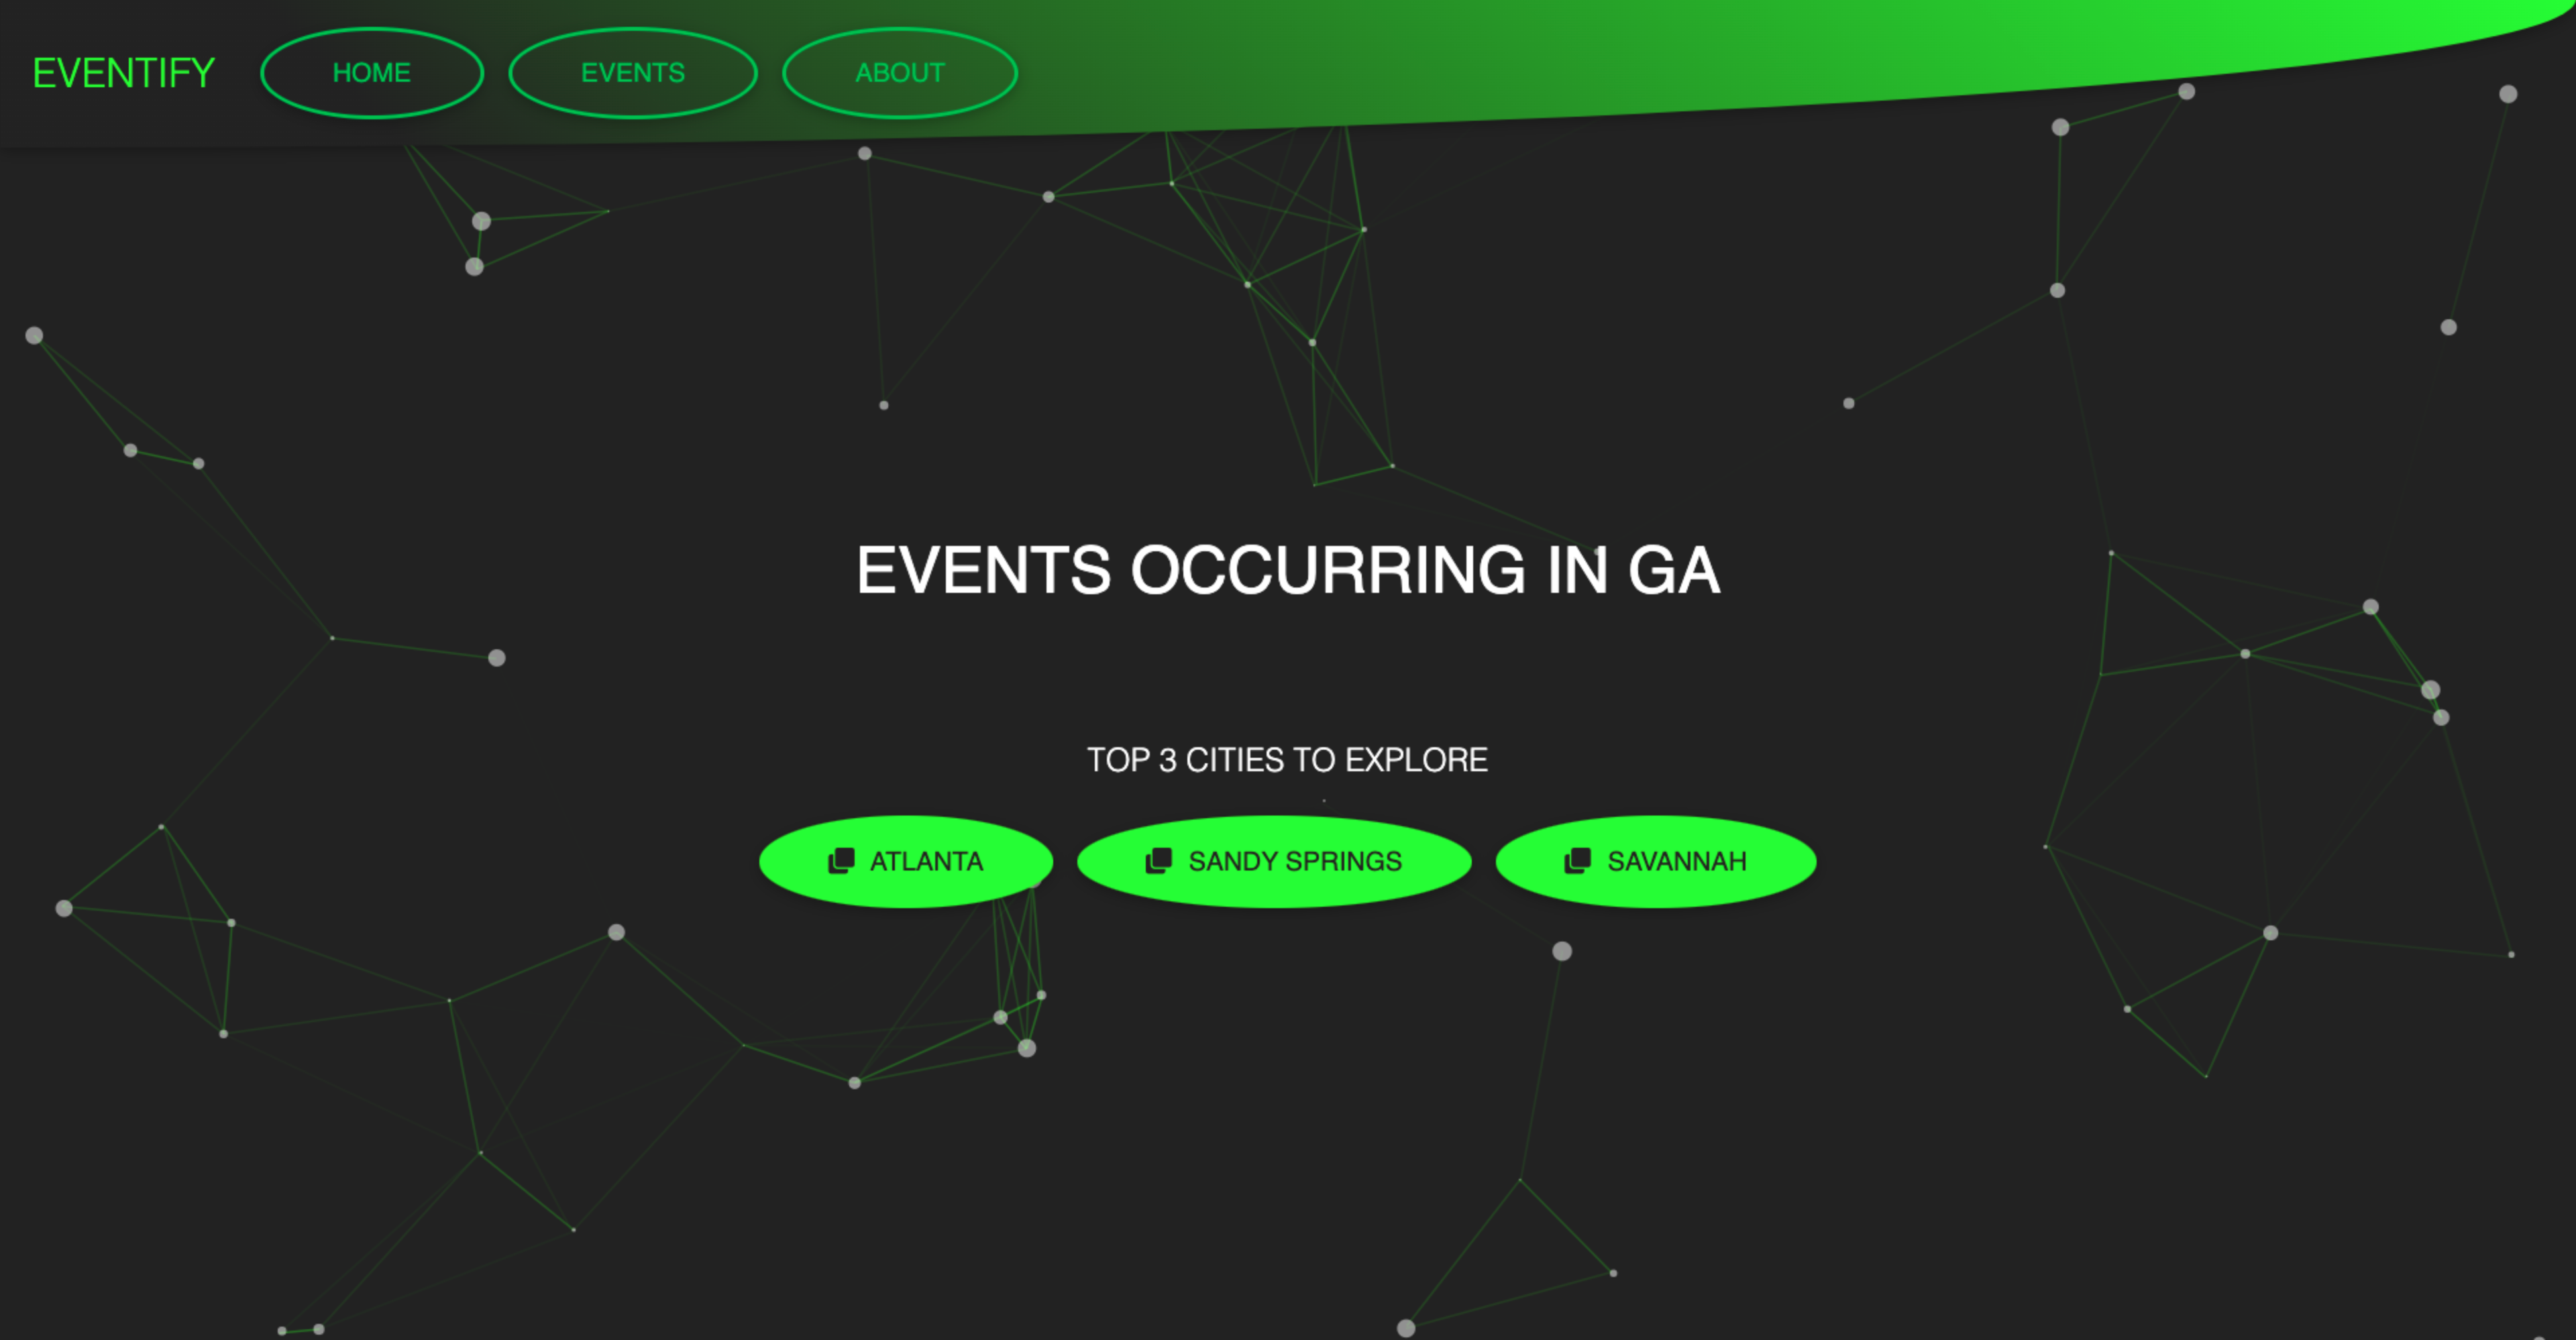 EVENTIFY HOME EVENTS ABOUT
EVENTS OCCURRING IN GA
TOP 3 CITIES TO EXPLORE
ATLANTA SANDY SPRINGS SAVANNAH